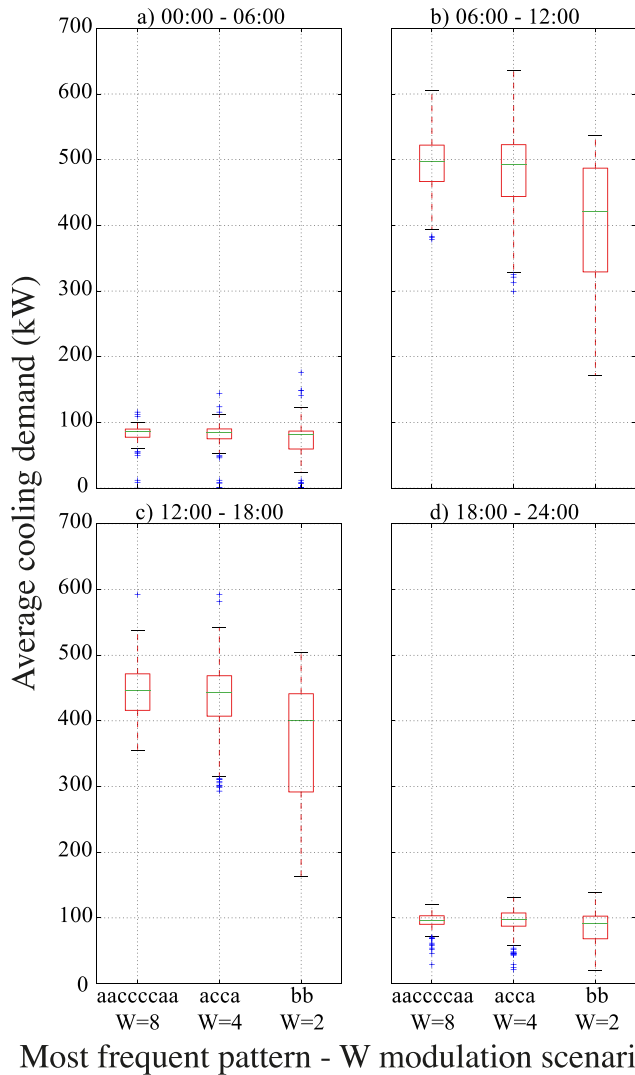 a) 00:00 - 06:00
b) 06:00 - 12:00
700
600
500
400
300
200
100
0
c) 12:00 - 18:00
d) 18:00 - 24:00
700
600
500
400
300
200
100
0
Average cooling demand (kW)
aaccccaa acca bb aaccccaa acca bb
W=8 W=4 W=2 W=8 W=4 W=2
Most frequent pattern - W modulation scenari